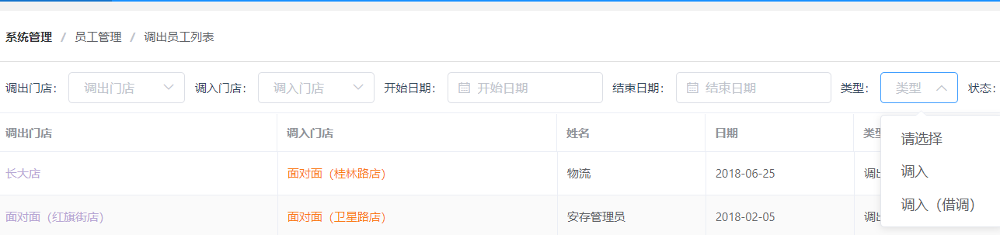 系统管理 / 员工管理 / 调出员工列表
调出门店： 调出门店 调入门店： 调入门店 开始日期： 开始日期 结束日期： 结束日期 类型： 类型 状态：
调出门店 调入门店 姓名 日期
请选择
长大店 面对面（桂林路店） 物流 2018-06-25 调出
调入
面对面（红旗街店） 面对面（卫星路店） 安存管理员 2018-02-05 调出
调入（借调）